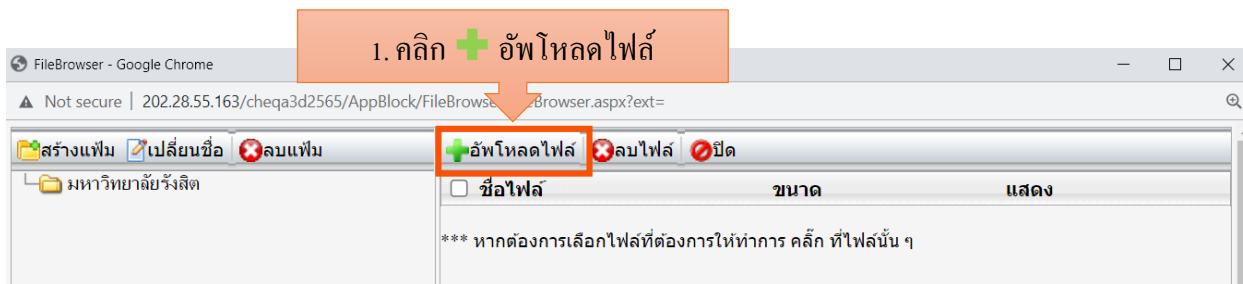 1. คลิก อัพโหลดไฟล์
FileBrowser - Google Chrome
Not secure | 202.28.55.163/cheqa3d2565/AppBlock/FileBrowse Browser.aspx?ext=
สร้างแฟ้ม เปลี่ยนชื่อ ลบแฟ้ม
อัพโหลดไฟล์ ลบไฟล์ ปิด
มหาวิทยาลัยรังสิต
ชื่อไฟล์ ขนาด แสดง
*** หากต้องการเลือกไฟล์ที่ต้องการให้ทำการ คลิ๊ก ที่ไฟล์นั้น ๆ